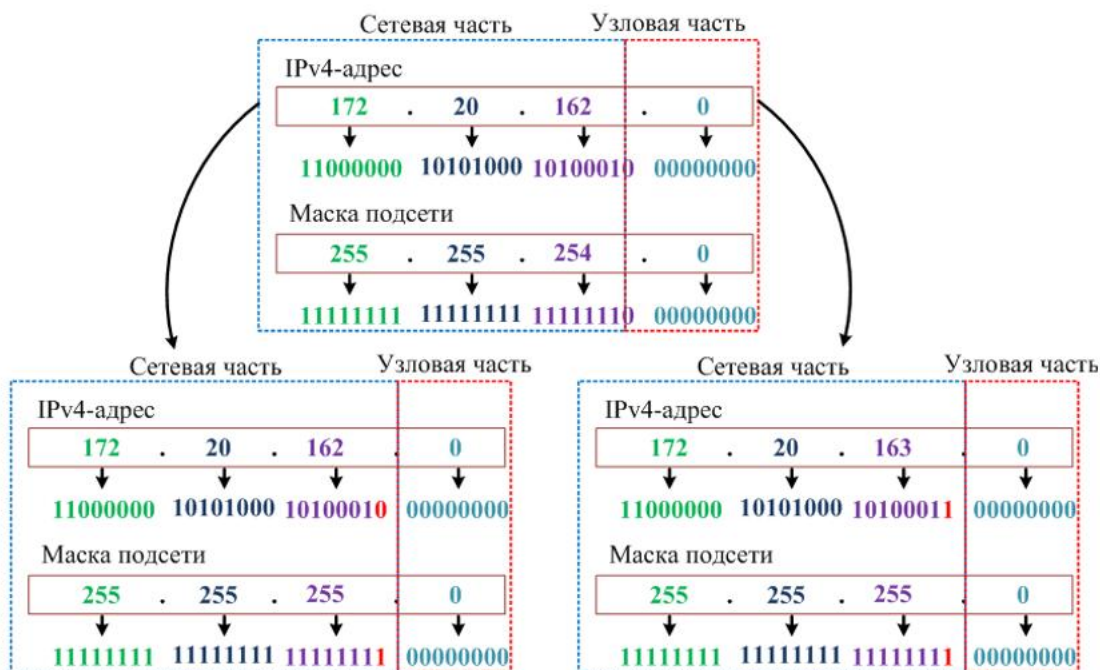 Сетевая часть Узловая часть
IPv4-адрес
172 . 20 . 162 . 0
11000000 10101000 10100010 00000000
Маска подсети
255 . 255 . 254 . 0
11111111 11111111 11111110 00000000
Сетевая часть Узловая часть
IPv4-адрес
172 . 20 . 162 . 0
11000000 10101000 10100010 00000000
Маска подсети
255 . 255 . 255 . 0
11111111 11111111 11111111 00000000
Сетевая часть Узловая часть
IPv4-адрес
172 . 20 . 163 . 0
11000000 10101000 10100011 00000000
Маска подсети
255 . 255 . 255 . 0
11111111 11111111 11111111 00000000